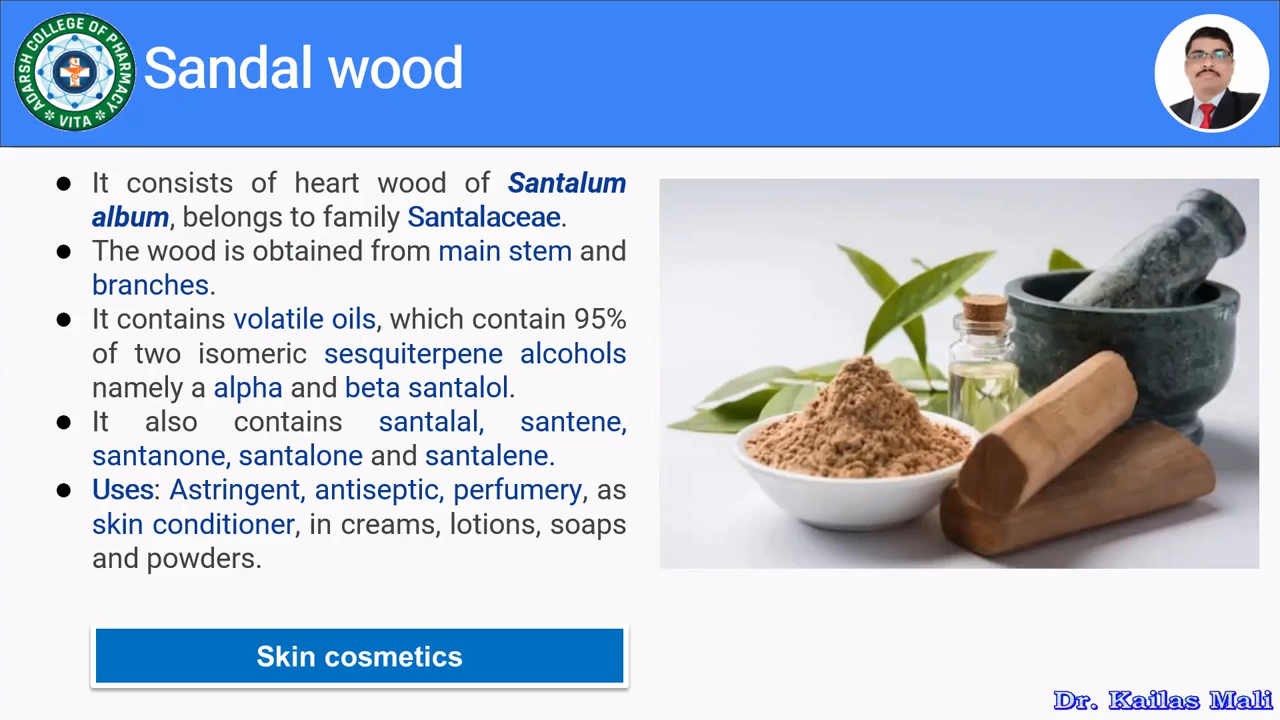 ADARSH COLLEGE OF PHARMACY
VITA
Sandal wood
● It consists of heart wood of Santalum
album, belongs to family Santalaceae.
● The wood is obtained from main stem and
branches.
● It contains volatile oils, which contain 95%
of two isomeric sesquiterpene alcohols
namely a alpha and beta santalol.
● It also contains santalal, santene,
santanone, santalone and santalene.
● Uses: Astringent, antiseptic, perfumery, as
skin conditioner, in creams, lotions, soaps
and powders.
Skin cosmetics
Dr. Kailas Mali